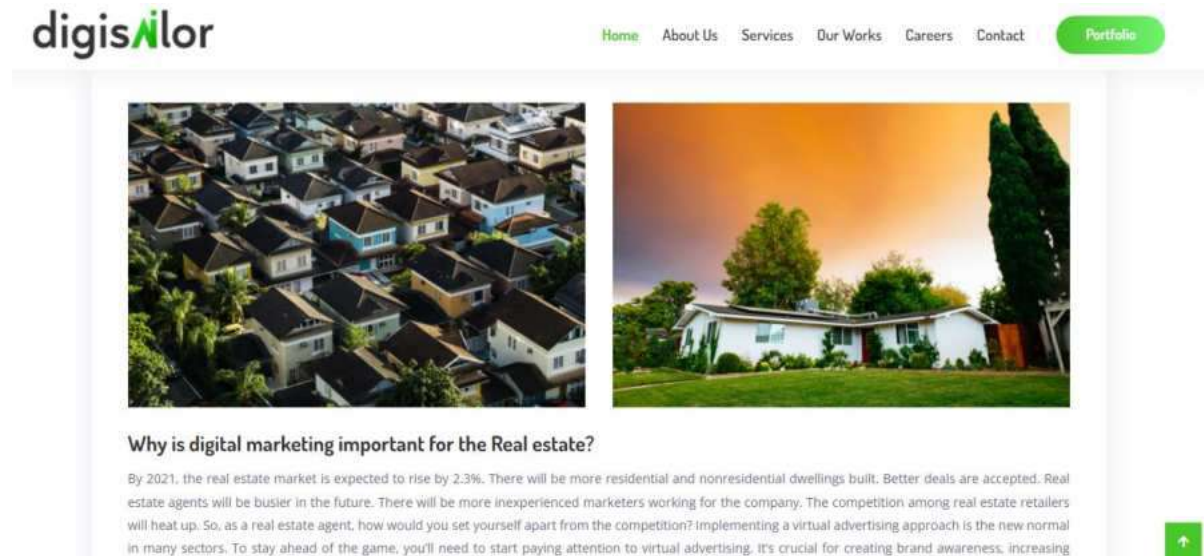 digisailor
Home About Us Services Our Works Careers Contact Portfolio
Why is digital marketing important for the Real estate?
By 2021, the real estate market is expected to rise by 2.3%. There will be more residential and nonresidential dwellings built. Better deals are accepted. Real
estate agents will be busier in the future. There will be more inexperienced marketers working for the company. The competition among real estate retailers
will heat up. So, as a real estate agent, how would you set yourself apart from the competition? Implementing a virtual advertising approach is the new normal
in many sectors. To stay ahead of the game, you'll need to start paying attention to virtual advertising. It's crucial for creating brand awareness, increasing